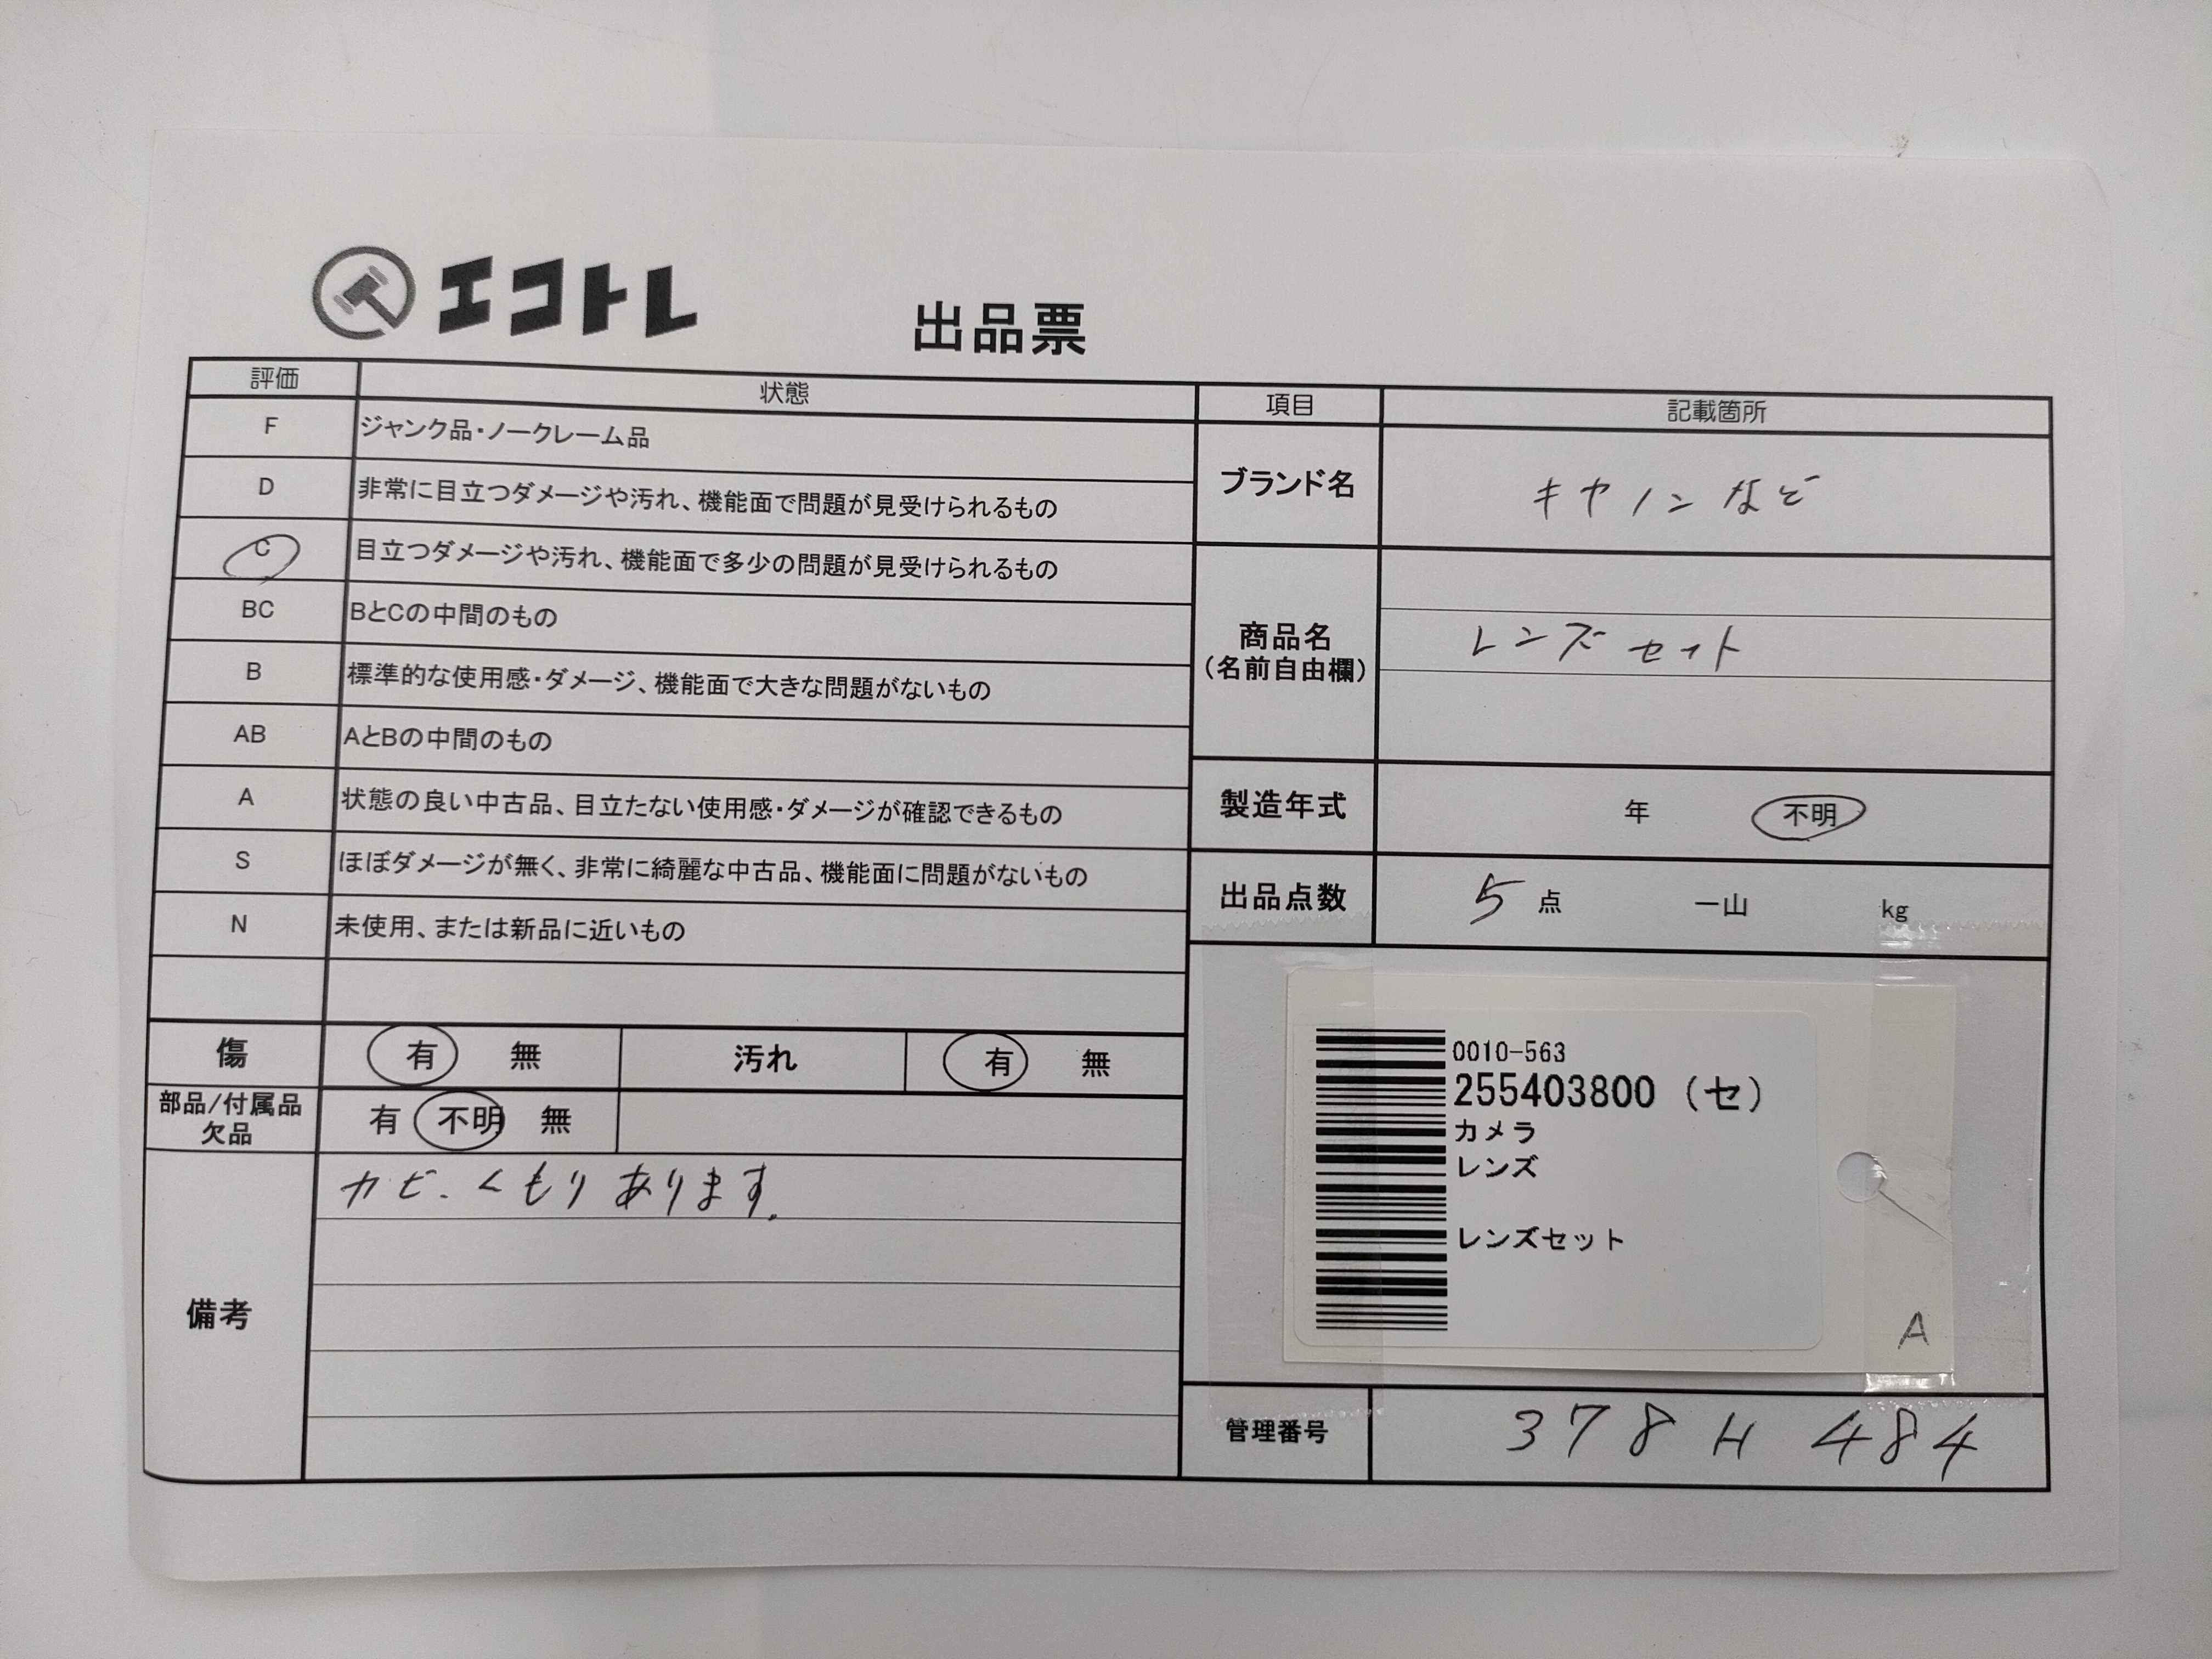 エコトレ
出品票
評価 状態
F ジャンク品・ノークレーム品
D 非常に目立つダメージや汚れ、機能面で問題が見受けられるもの
C 目立つダメージや汚れ、機能面で多少の問題が見受けられるもの
BC BとCの中間のもの
B 標準的な使用感・ダメージ、機能面で大きな問題がないもの
AB AとBの中間のもの
A 状態の良い中古品、目立たない使用感・ダメージが確認できるもの
S ほぼダメージが無く、非常に綺麗な中古品、機能面に問題がないもの
N 未使用、または新品に近いもの
傷 有 無 汚れ 有 無
部品/付属品
欠品 有 不明 無
備考 カビ、くもりあります。
項目 記載箇所
ブランド名 キヤノンなど
商品名
(名前自由欄) レンズセット
製造年式 年 不明
出品点数 5 点 一山 kg
0010-563
255403800 (セ)
カメラ
レンズ
レンズセット
A
管理番号 378H484